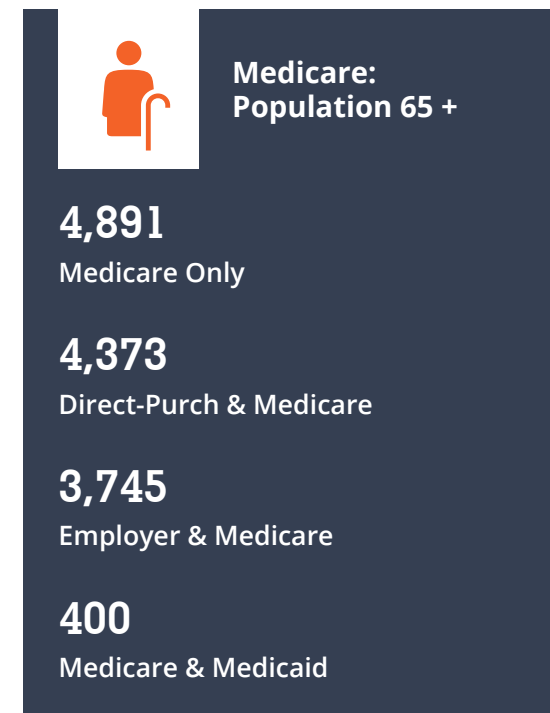 Medicare:
Population 65 +
4,891
Medicare Only
4,373
Direct-Purch & Medicare
3,745
Employer & Medicare
400
Medicare & Medicaid